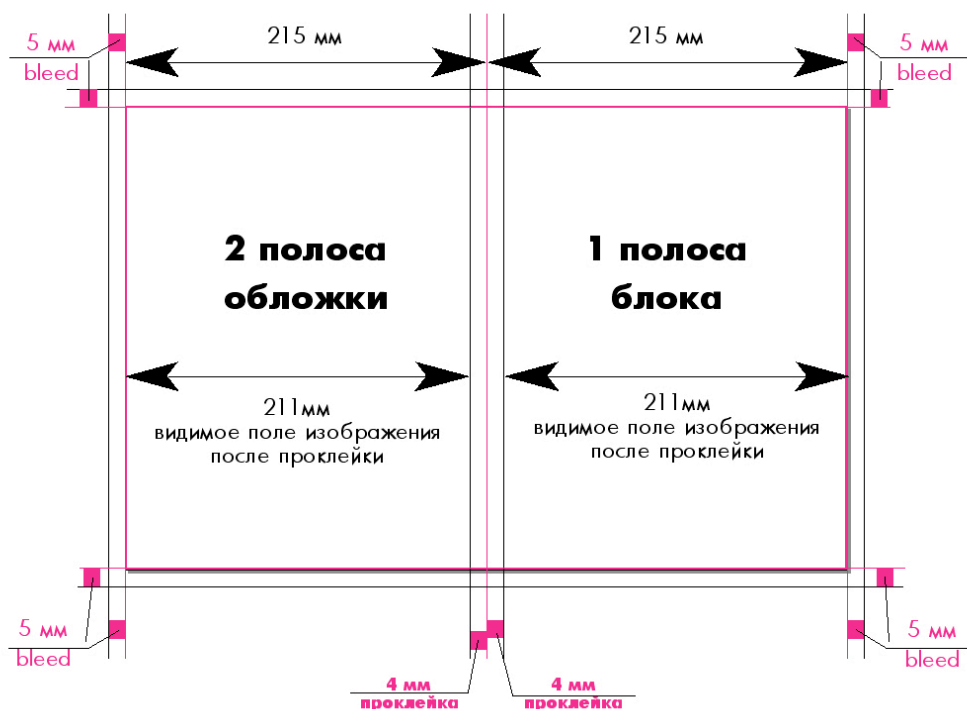 215 мм
215 мм
5 мм
bleed
5 мм
bleed
2 полоса
обложки
1 полоса
блока
211мм
видимое поле изображения
после проклейки
211мм
видимое поле изображения
после проклейки
5 мм
bleed
5 мм
bleed
4 мм
проклейка
4 мм
проклейка